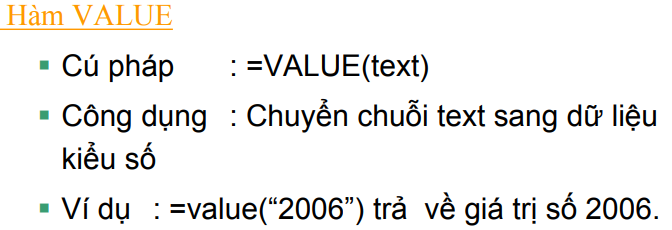 Hàm VALUE
▪ Cú pháp : =VALUE(text)
▪ Công dụng : Chuyển chuỗi text sang dữ liệu
kiểu số
▪ Ví dụ : =value(“2006”) trả về giá trị số 2006.